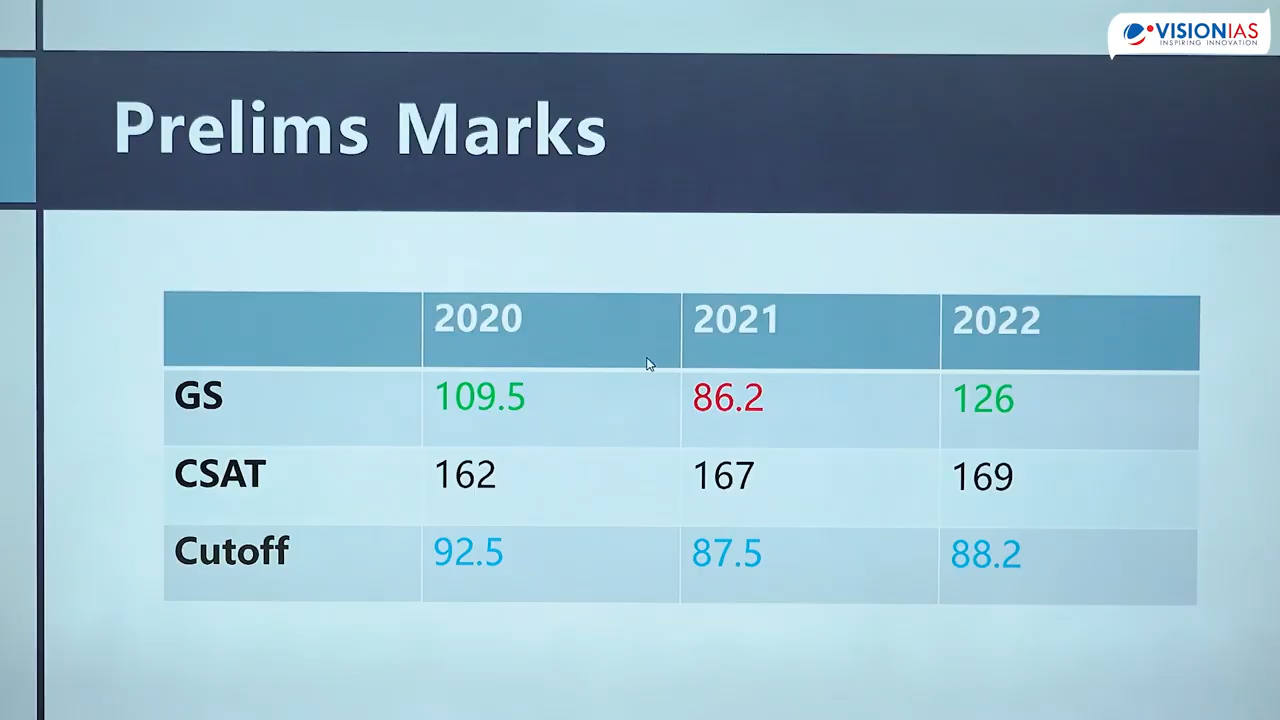 VISIONIAS
INSPIRING INNOVATION
Prelims Marks
2020 2021 2022
GS 109.5 86.2 126
CSAT 162 167 169
Cutoff 92.5 87.5 88.2